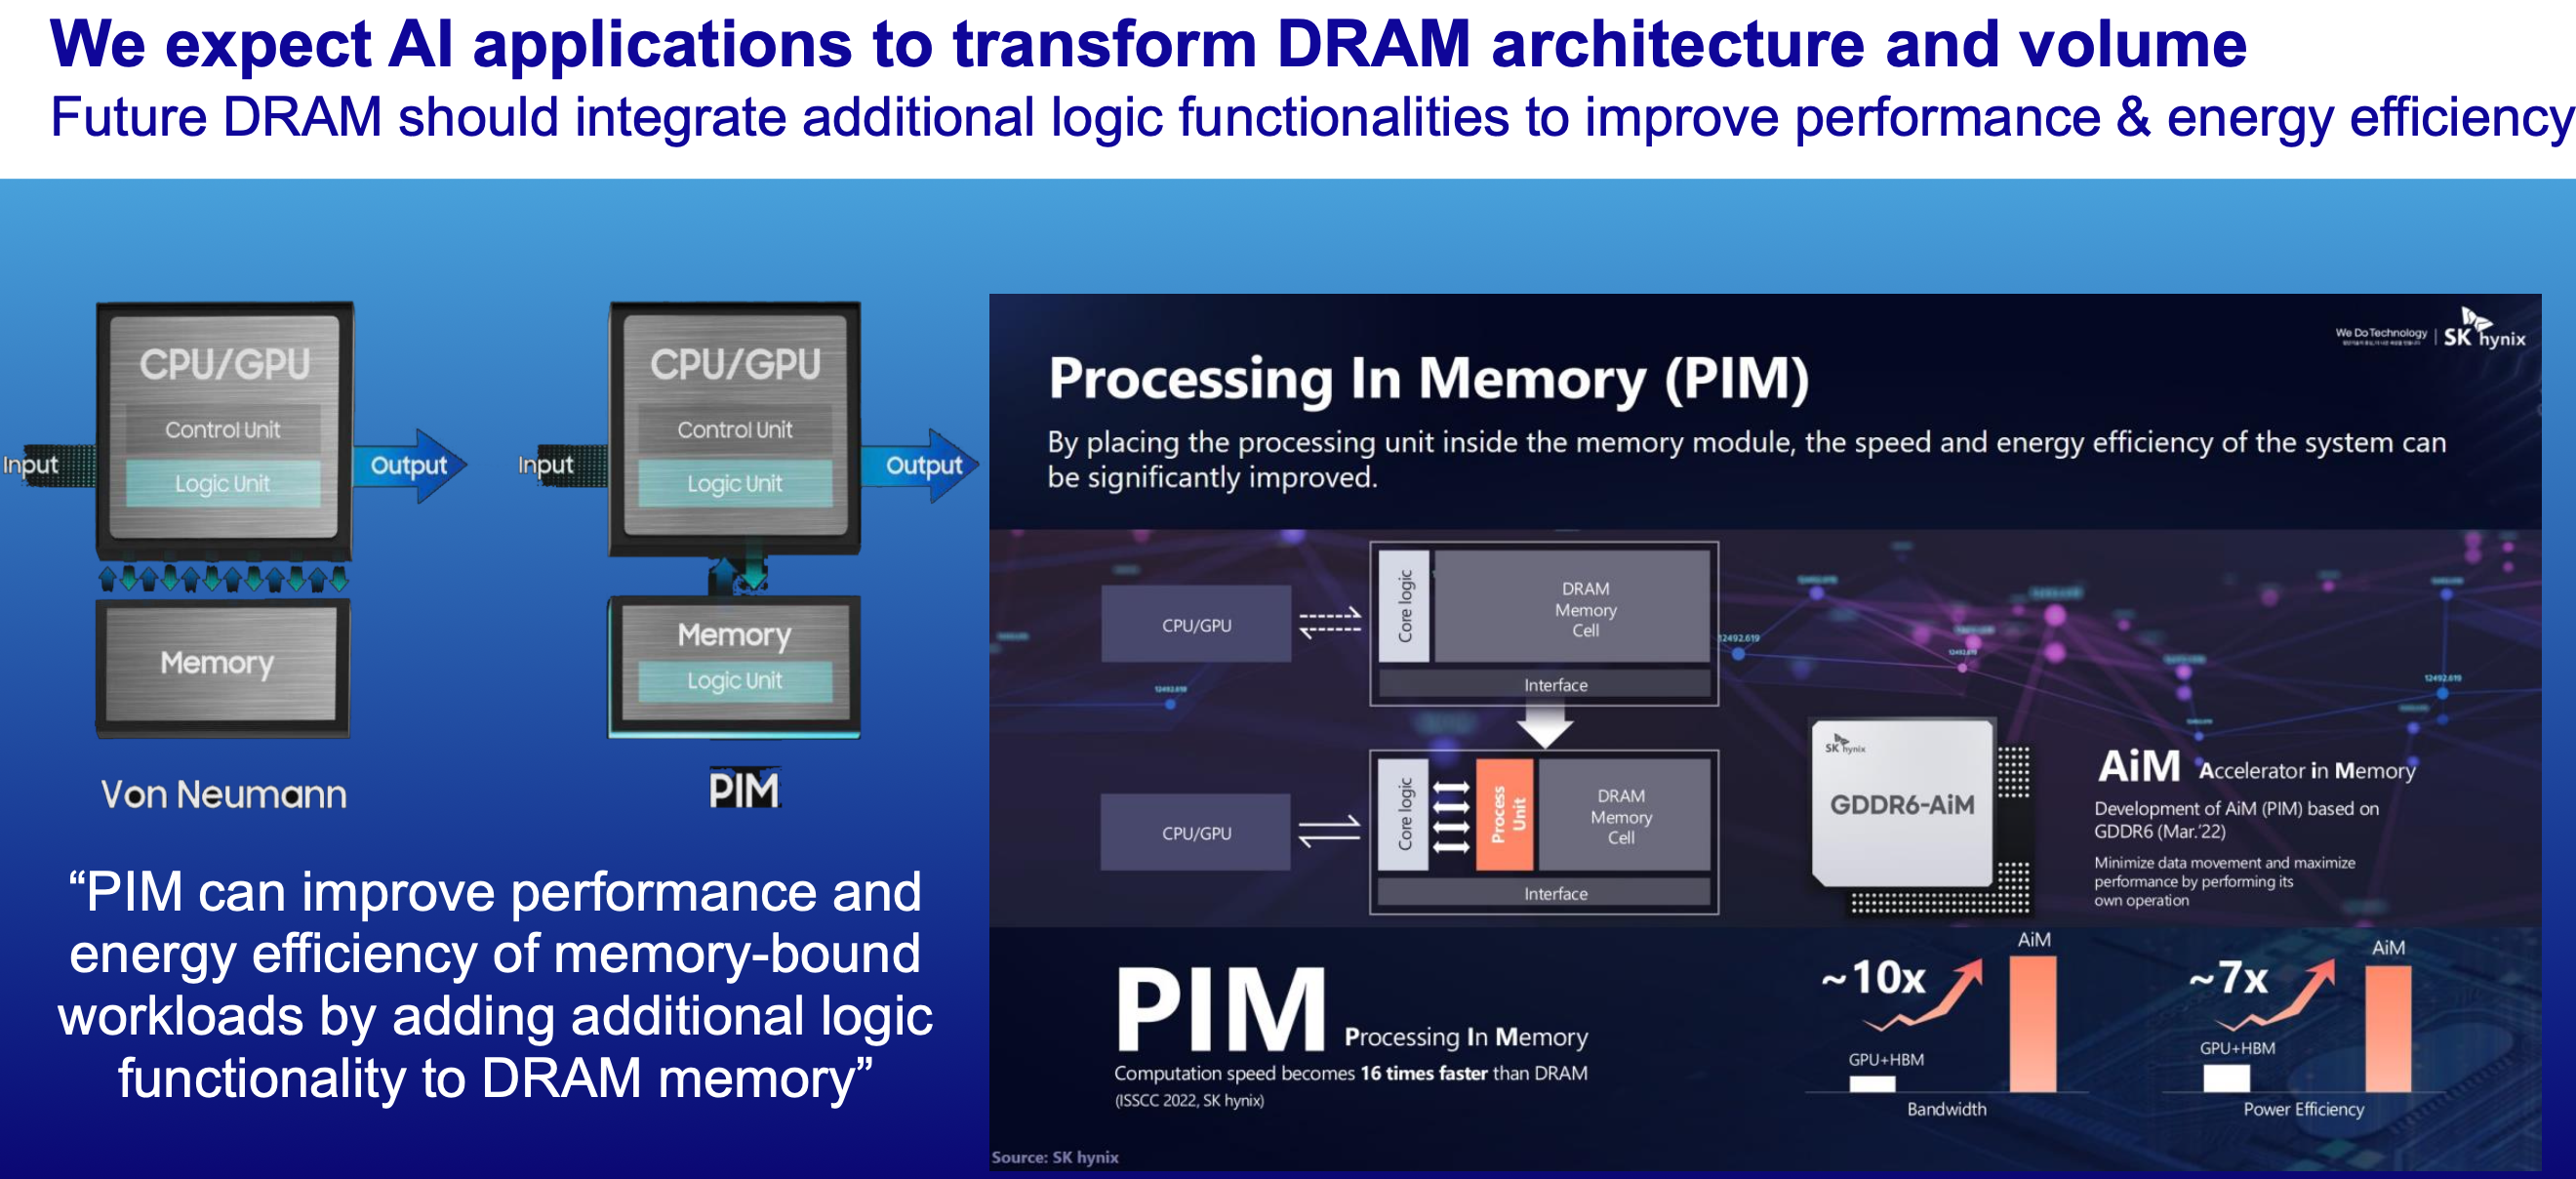 We expect AI applications to transform DRAM architecture and volume
Future DRAM should integrate additional logic functionalities to improve performance & energy efficiency
CPU/GPU
Control Unit
Logic Unit
Input
Output
Memory
Von Neumann
CPU/GPU
Control Unit
Logic Unit
Input
Output
Memory
Logic Unit
PIM
“PIM can improve performance and
energy efficiency of memory-bound
workloads by adding additional logic
functionality to DRAM memory”
We Do Technology
SK hynix
Processing In Memory (PIM)
By placing the processing unit inside the memory module, the speed and energy efficiency of the system can
be significantly improved.
CPU/GPU
Core logic
DRAM
Memory
Cell
Interface
CPU/GPU
Core logic
Process
Unit
DRAM
Memory
Cell
Interface
12492.619
12492.619
12492.619
12492.619
SK hynix
GDDR6-AiM
AiM Accelerator in Memory
Development of AiM (PIM) based on
GDDR6 (Mar.'22)
Minimize data movement and maximize
performance by performing its
own operation
PIM Processing In Memory
Computation speed becomes 16 times faster than DRAM
(ISSCC 2022, SK hynix)
~10x
AiM
GPU+HBM
Bandwidth
~7x
AiM
GPU+HBM
Power Efficiency
Source: SK hynix